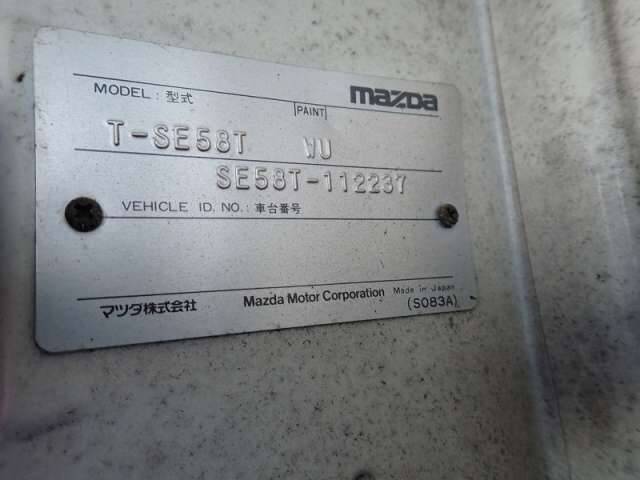 MODEL : 型式
PAINT
mazda
T-SE58T WU
SE58T-112237
VEHICLE ID. NO. : 車台番号
マツダ株式会社
Mazda Motor Corporation
Made in Japan
(S083A)